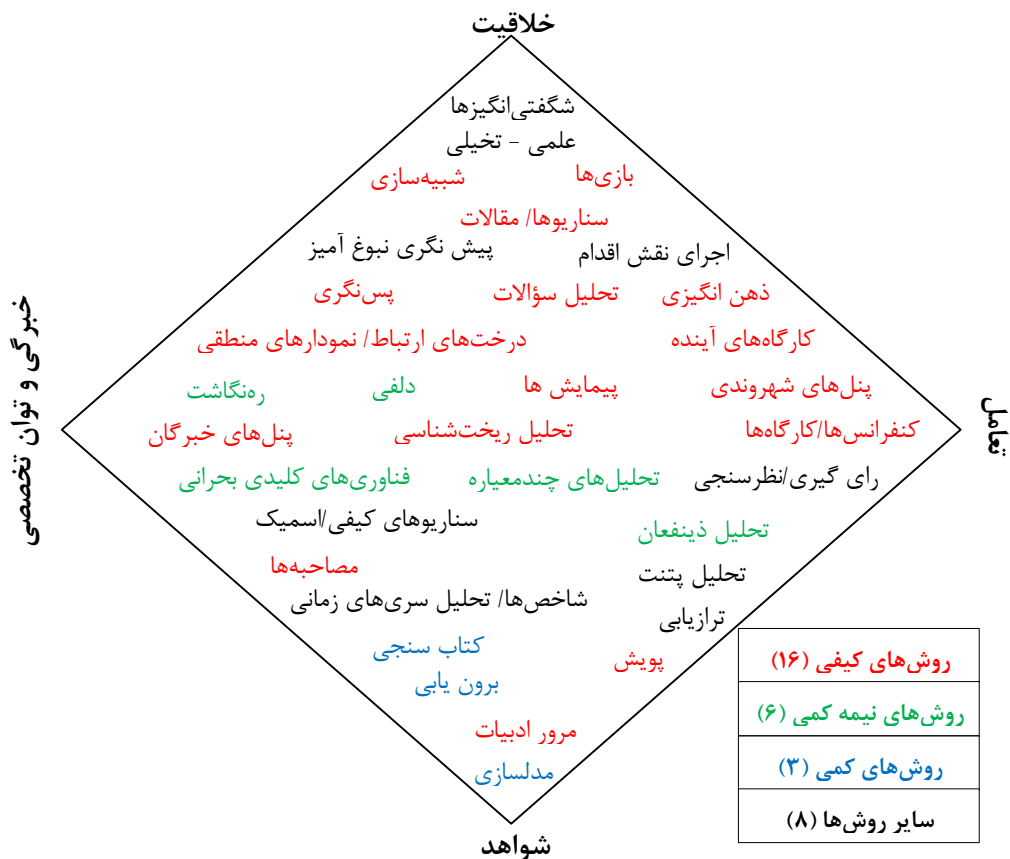 خلاقیت
شگفتی‌انگیزها
علمی - تخیلی
بازی‌ها
شبیه‌سازی
سناریوها/ مقالات
اجرای نقش اقدام
پیش نگری نبوغ آمیز
ذهن انگیزی
تحلیل سؤالات
پس‌نگری
کارگاه‌های آینده
درخت‌های ارتباط/ نمودارهای منطقی
پنل‌های شهروندی
پیمایش ها
دلفی
ره‌نگاشت
کنفرانس‌ها/کارگاه‌ها
تحلیل ریخت‌شناسی
پنل‌های خبرگان
رای گیری/نظرسنجی
تحلیل‌های چندمعیاره
فناوری‌های کلیدی بحرانی
سناریوهای کیفی/اسمیک
تحلیل ذینفعان
مصاحبه‌ها
تحلیل پتنت
شاخص‌ها/ تحلیل سری‌های زمانی
ترازیابی
کتاب سنجی
پویش
برون یابی
مرور ادبیات
مدلسازی
شواهد
تعامل
خبرگی و توان تخصصی
روش‌های کیفی (۱۶)
روش‌های نیمه کمی (۶)
روش‌های کمی (۳)
سایر روش‌ها (۸)